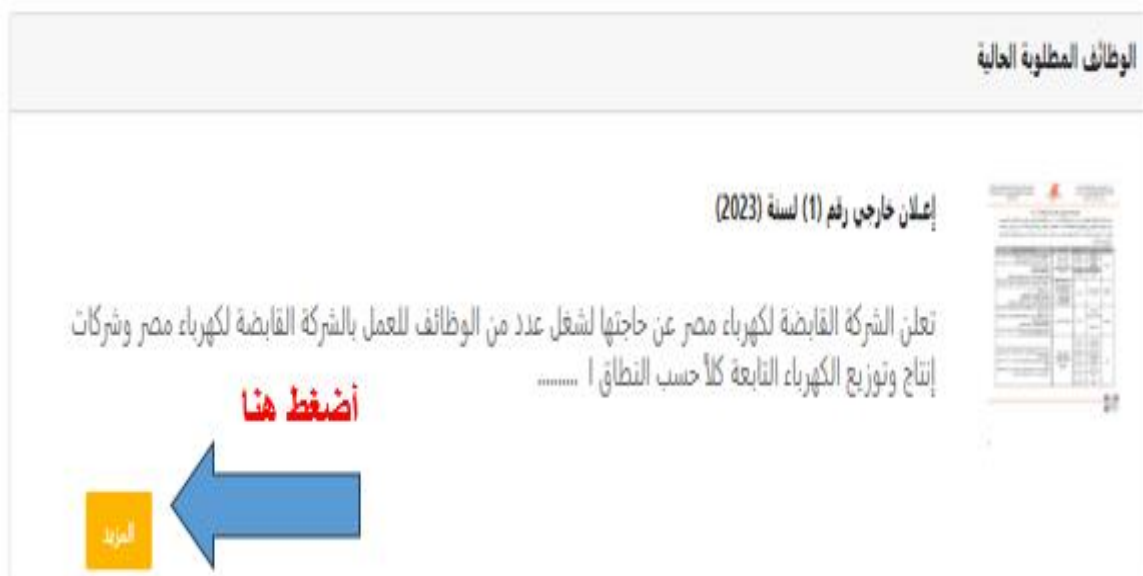 الوظائف المطلوبة الحالية
إعلان خارجي رقم (1) لسنة (2023)
تعلن الشركة القابضة لكهرباء مصر عن حاجتها لشغل عدد من الوظائف للعمل بالشركة القابضة لكهرباء مصر وشركات
إنتاج وتوزيع الكهرباء التابعة كلاً حسب النطاق ا .........
أضغط هنا
المزيد